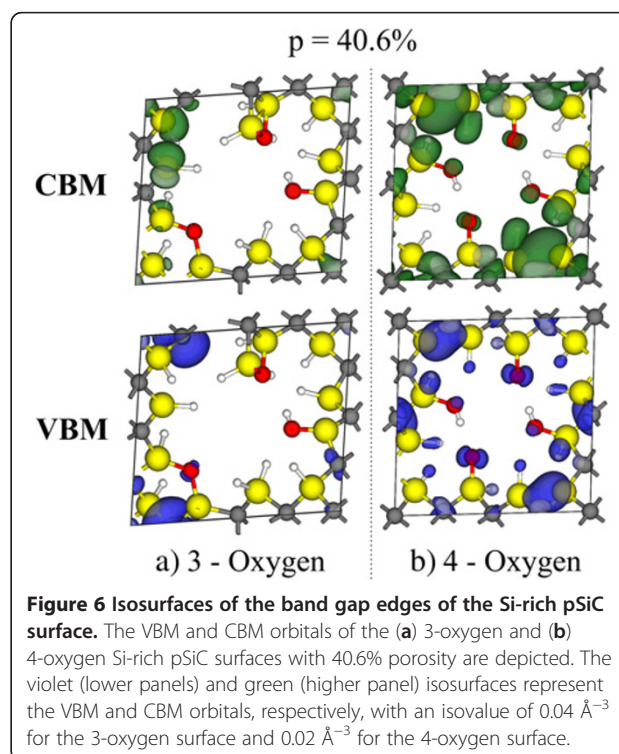 p = 40.6%
CBM
VBM
a) 3 - Oxygen
b) 4 - Oxygen
Figure 6 Isosurfaces of the band gap edges of the Si-rich pSiC
surface. The VBM and CBM orbitals of the (a) 3-oxygen and (b)
4-oxygen Si-rich pSiC surfaces with 40.6% porosity are depicted. The
violet (lower panels) and green (higher panel) isosurfaces represent
the VBM and CBM orbitals, respectively, with an isovalue of 0.04 Å⁻³
for the 3-oxygen surface and 0.02 Å⁻³ for the 4-oxygen surface.